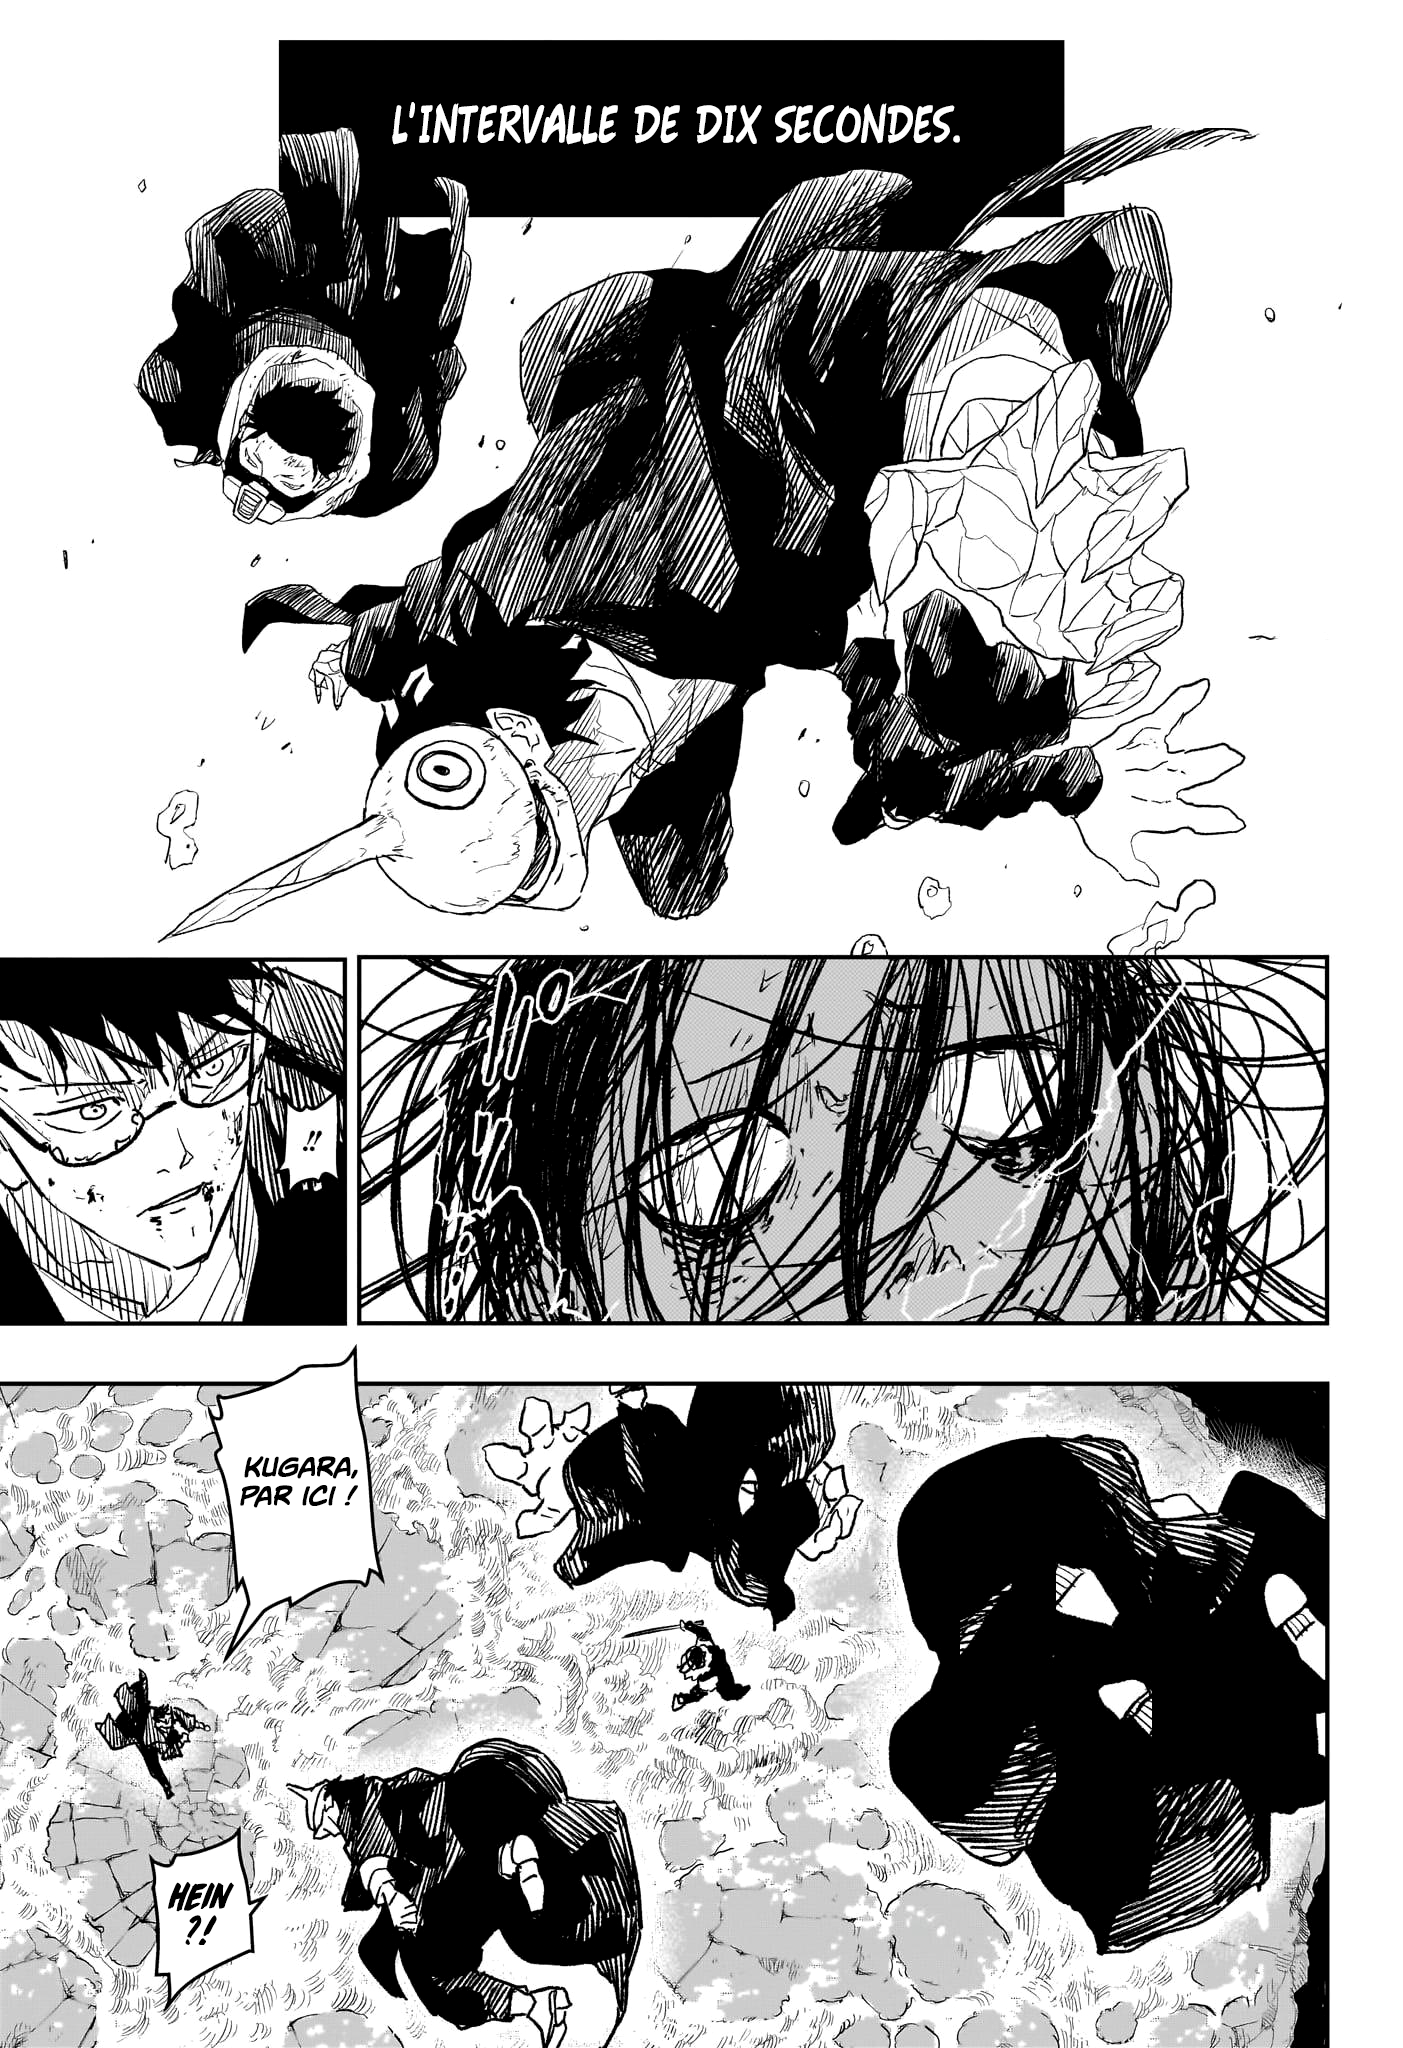 L'INTERVALLE DE DIX SECONDES.
!!
KUGARA,
PAR ICI !
HEIN
?!